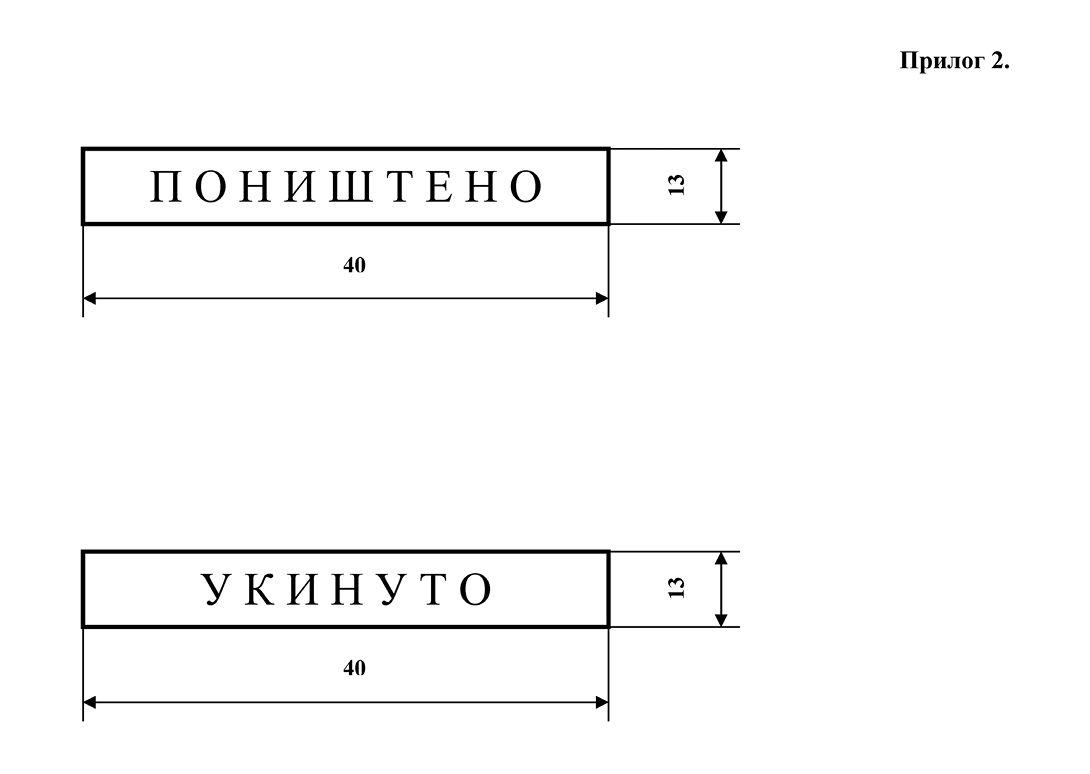 Прилог 2.
П О Н И Ш Т Е Н О
13
40
У К И Н У Т О
13
40